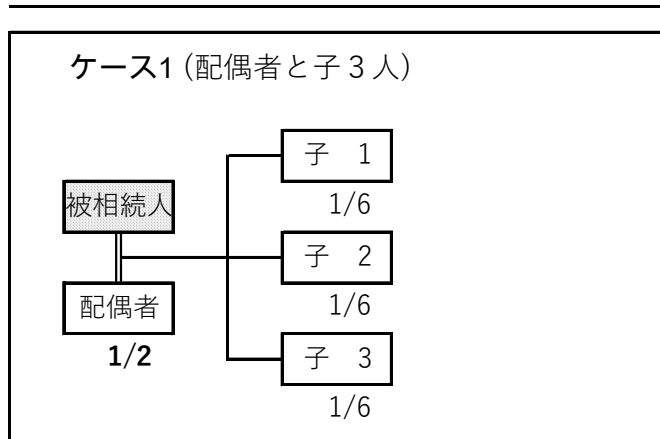 ケース1 (配偶者と子３人)
子　1
1/6
被相続人
子　2
1/6
配偶者
1/2
子　3
1/6